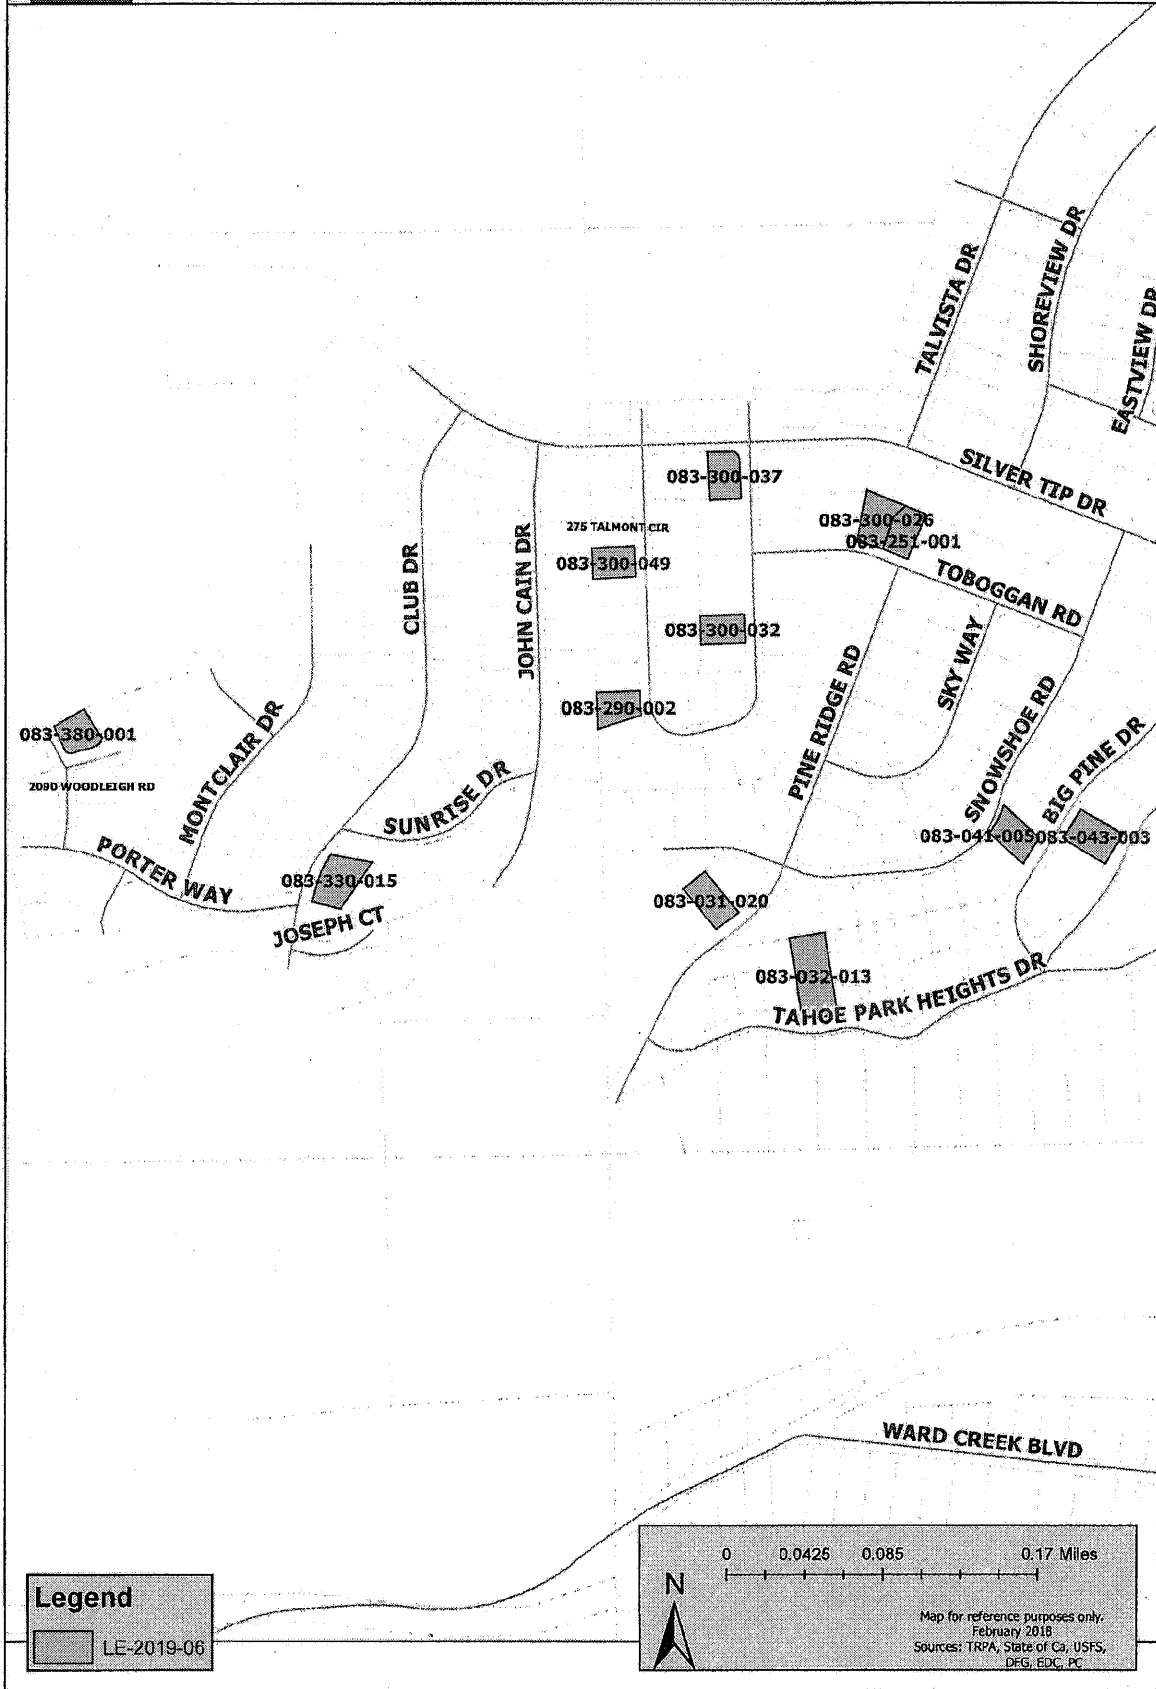 TALVISTA DR
SHOREVIEW DR
EASTVIEW DR
SILVER TIP DR
083-300-037
083-300-026
083-251-001
275 TALMONT CIR
083-300-049
CLUB DR
JOHN CAIN DR
TOBOGGAN RD
083-300-032
SKY WAY
PINE RIDGE RD
083-290-002
SNOWSHOE RD
083-380-001
MONTCLAIR DR
BIG PINE DR
2090 WOODLEIGH RD
SUNRISE DR
083-041-005
083-043-003
PORTER WAY
083-330-015
083-031-020
JOSEPH CT
083-032-013
TAHOE PARK HEIGHTS DR
WARD CREEK BLVD
0 0.0425 0.085 0.17 Miles
N
Map for reference purposes only.
February 2018
Sources: TRPA, State of Ca, USFS,
DFG, EDC, PC
Legend
LE-2019-06